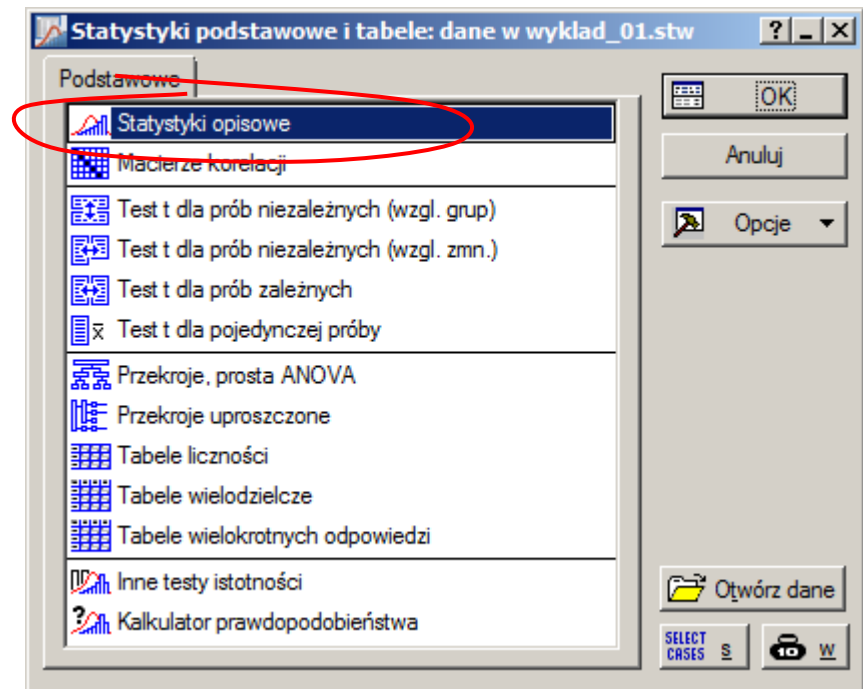 Statystyki podstawowe i tabele: dane w wyklad_01.stw
Podstawowe
Statystyki opisowe
Macierze korelacji
Test t dla prób niezależnych (wzgl. grup)
Test t dla prób niezależnych (wzgl. zmn.)
Test t dla prób zależnych
x̄ Test t dla pojedynczej próby
Przekroje, prosta ANOVA
Przekroje uproszczone
Tabele liczności
Tabele wielodzielcze
Tabele wielokrotnych odpowiedzi
Inne testy istotności
? Kalkulator prawdopodobieństwa
OK
Anuluj
Opcje
Otwórz dane
SELECT CASES S
10 W